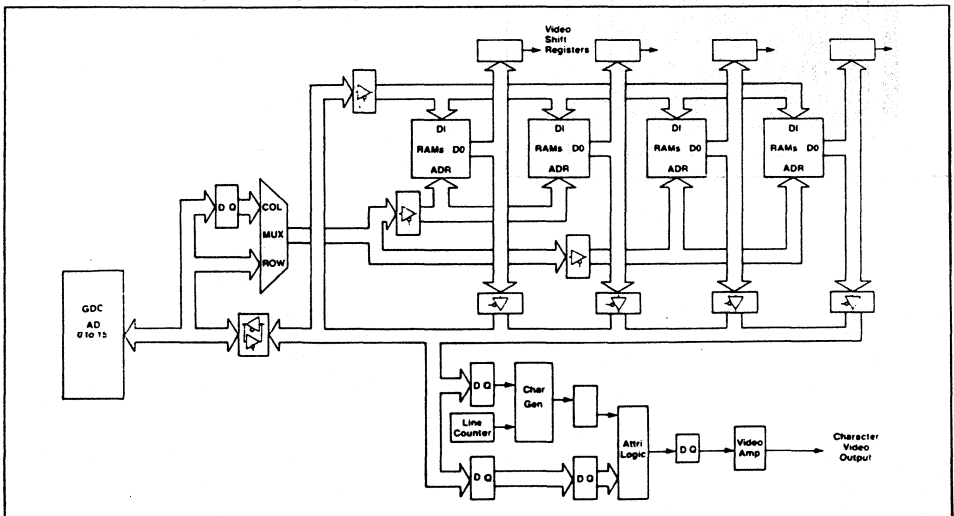 Video
Shift
Registers
DI
RAMs D0
ADR
DI
RAMs D0
ADR
DI
RAMs D0
ADR
DI
RAMs D0
ADR
D Q
COL
MUX
ROW
GDC
AD
0 to 15
D Q
Char
Gen
Line
Counter
Attri
Logic
D Q
Video
Amp
Character
Video
Output
D Q
D Q